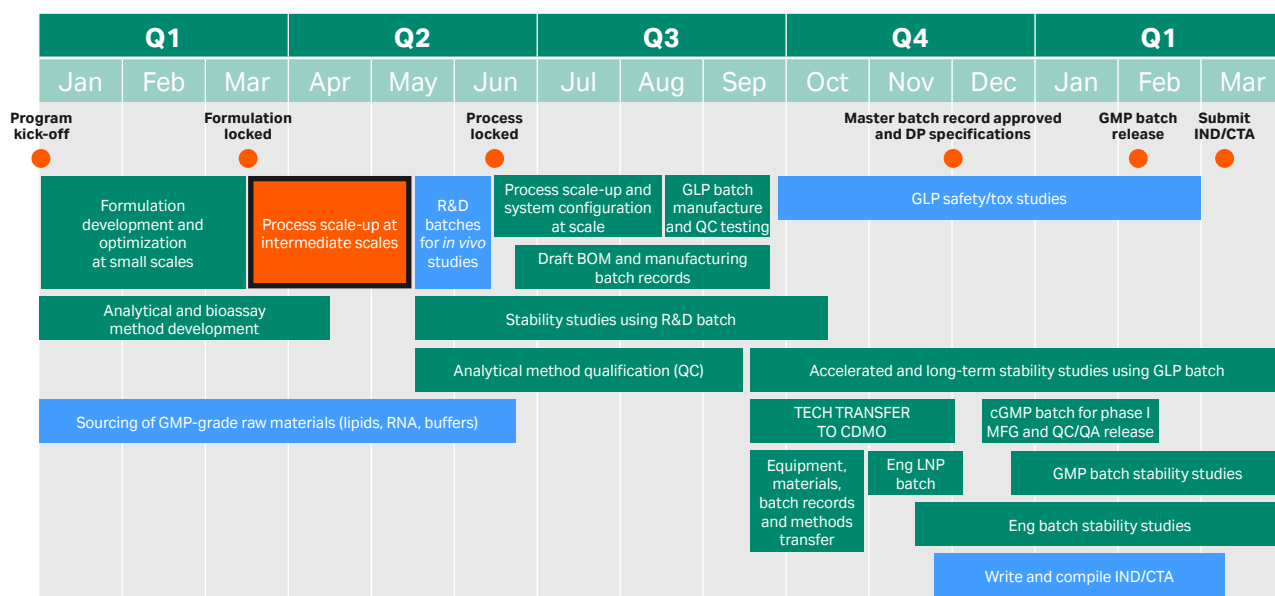 Q1 Q2 Q3 Q4 Q1
Jan Feb Mar Apr May Jun Jul Aug Sep Oct Nov Dec Jan Feb Mar
Program
kick-off
Formulation
locked
Process
locked
Master batch record approved
and DP specifications
GMP batch
release
Submit
IND/CTA
Formulation
development and
optimization
at small scales
Process scale-up at
intermediate scales
R&D
batches
for in vivo
studies
Process scale-up and
system configuration
at scale
GLP batch
manufacture
and QC testing
GLP safety/tox studies
Draft BOM and manufacturing
batch records
Analytical and bioassay
method development
Stability studies using R&D batch
Analytical method qualification (QC)
Accelerated and long-term stability studies using GLP batch
Sourcing of GMP-grade raw materials (lipids, RNA, buffers)
TECH TRANSFER
TO CDMO
cGMP batch for phase I
MFG and QC/QA release
Equipment,
materials,
batch records
and methods
transfer
Eng LNP
batch
GMP batch stability studies
Eng batch stability studies
Write and compile IND/CTA